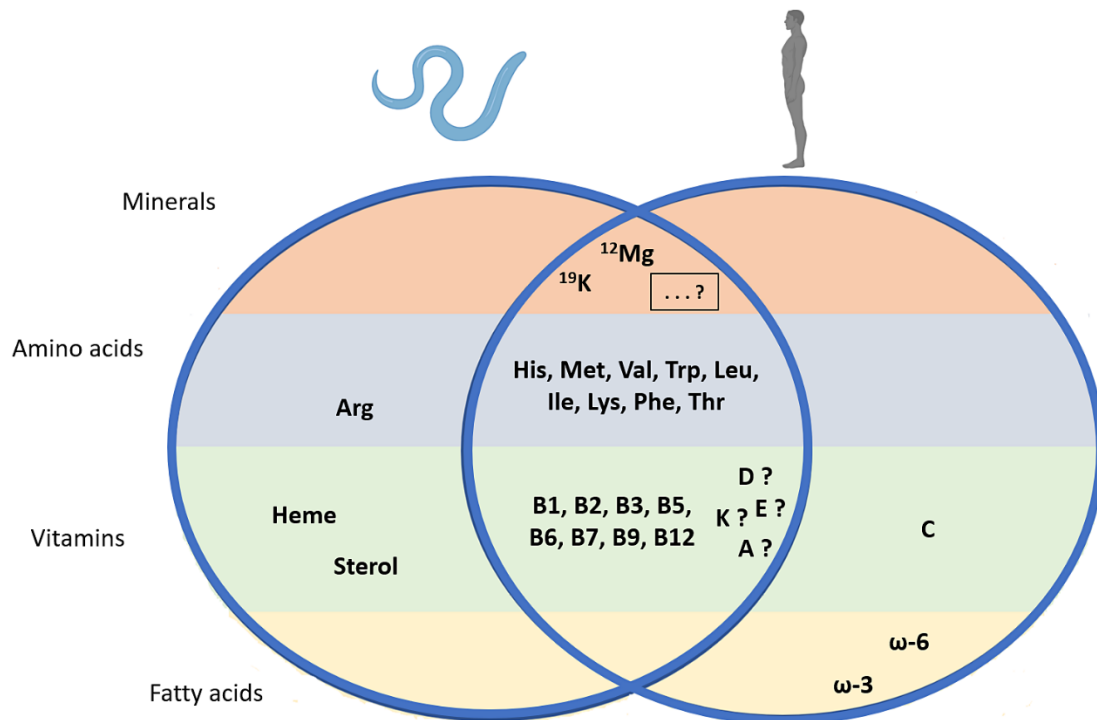 Minerals
¹²Mg
¹⁹K
. . . ?
Amino acids
His, Met, Val, Trp, Leu,
Ile, Lys, Phe, Thr
Arg
Vitamins
Heme
Sterol
B1, B2, B3, B5,
B6, B7, B9, B12
D ?
K ? E ?
A ?
C
Fatty acids
ω-6
ω-3